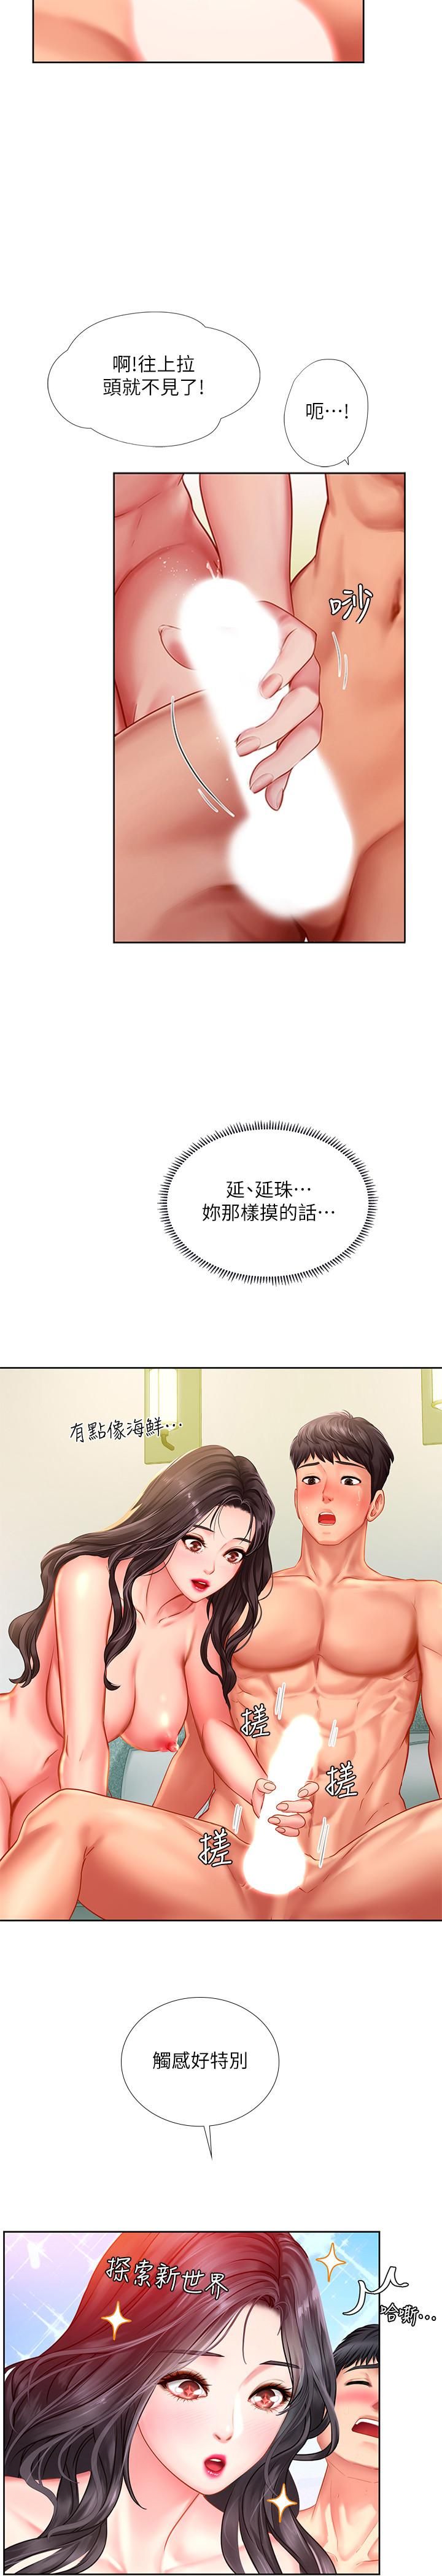 啊!往上拉
頭就不見了!
呃⋯!
吵
延、延珠⋯
妳那樣摸的話⋯
有點像海鮮⋯
搓
搓
搓
觸感好特別
探索新世界
哈嘶⋯